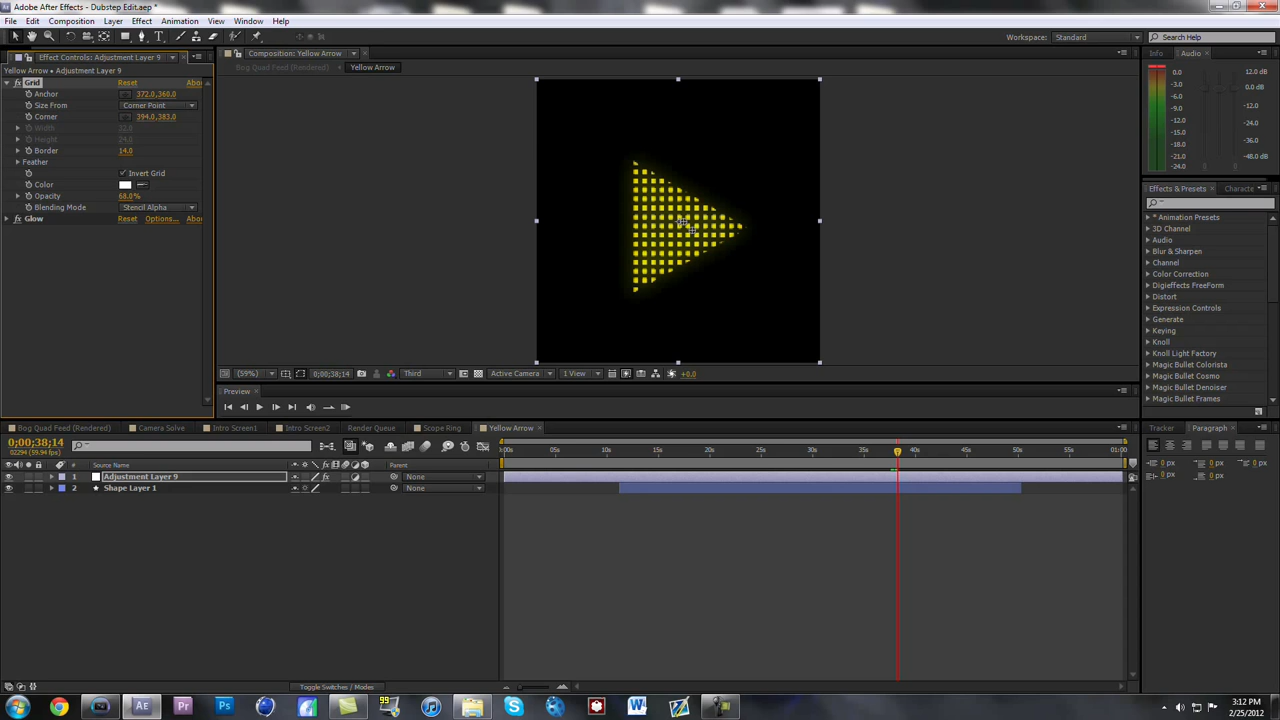 Adobe After Effects - Dubstep Edit.aep *
File Edit Composition Layer Effect Animation View Window Help
Workspace: Standard Search Help
Effect Controls: Adjustment Layer 9
Yellow Arrow • Adjustment Layer 9
Grid Reset Abou
Anchor 372.0,360.0
Size From Corner Point
Corner 394.0,383.0
Width 32.0
Height 24.0
Border 14.0
Feather
Invert Grid
Color
Opacity 68.0%
Blending Mode Stencil Alpha
Glow Reset Options... Abou
Composition: Yellow Arrow
Bog Quad Feed (Rendered) Yellow Arrow
(59%) 0;00;38;14 Third Active Camera 1 View +0.0
Preview
Info Audio
0.0 12.0 dB
-3.0 6.0
-6.0 0.0 dB
-9.0 -12.0
-12.0 -18.0
-15.0 -24.0
-18.0 -36.0
-21.0 -48.0 dB
-24.0
Effects & Presets Characte
* Animation Presets
3D Channel
Audio
Blur & Sharpen
Channel
Color Correction
Digieffects FreeForm
Distort
Expression Controls
Generate
Keying
Knoll
Knoll Light Factory
Magic Bullet Colorista
Magic Bullet Cosmo
Magic Bullet Denoiser
Magic Bullet Frames
Bog Quad Feed (Rendered) Camera Solve Intro Screen1 Intro Screen2 Render Queue Scope Ring Yellow Arrow
0;00;38;14
02294 (59.94 fps)
# Source Name Parent
1 Adjustment Layer 9 None
2 Shape Layer 1 None
0:00s 05s 10s 15s 20s 25s 30s 35s 40s 45s 50s 55s 01:00
Toggle Switches / Modes
Tracker Paragraph
0 px 0 px 0 px
0 px 0 px
3:12 PM
2/25/2012